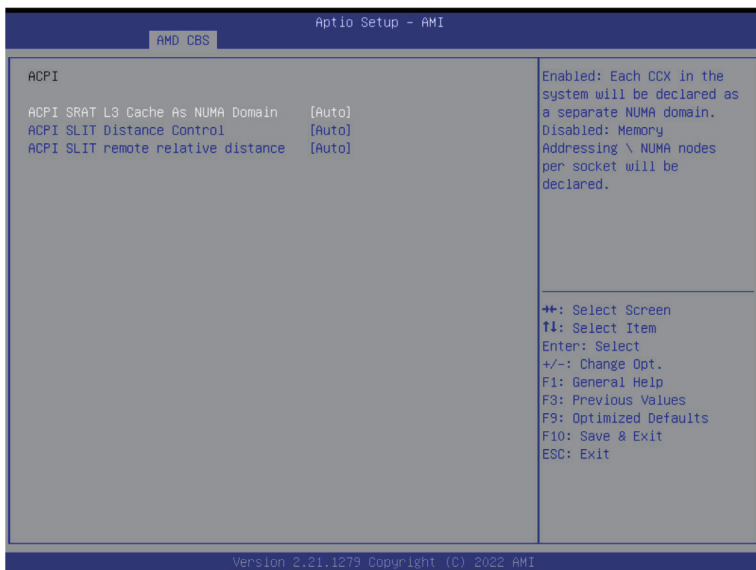 Aptio Setup – AMI
AMD CBS
ACPI
ACPI SRAT L3 Cache As NUMA Domain [Auto]
ACPI SLIT Distance Control [Auto]
ACPI SLIT remote relative distance [Auto]
Enabled: Each CCX in the
system will be declared as
a separate NUMA domain.
Disabled: Memory
Addressing \ NUMA nodes
per socket will be
declared.
→←: Select Screen
↑↓: Select Item
Enter: Select
+/-: Change Opt.
F1: General Help
F3: Previous Values
F9: Optimized Defaults
F10: Save & Exit
ESC: Exit
Version 2.21.1279 Copyright (C) 2022 AMI